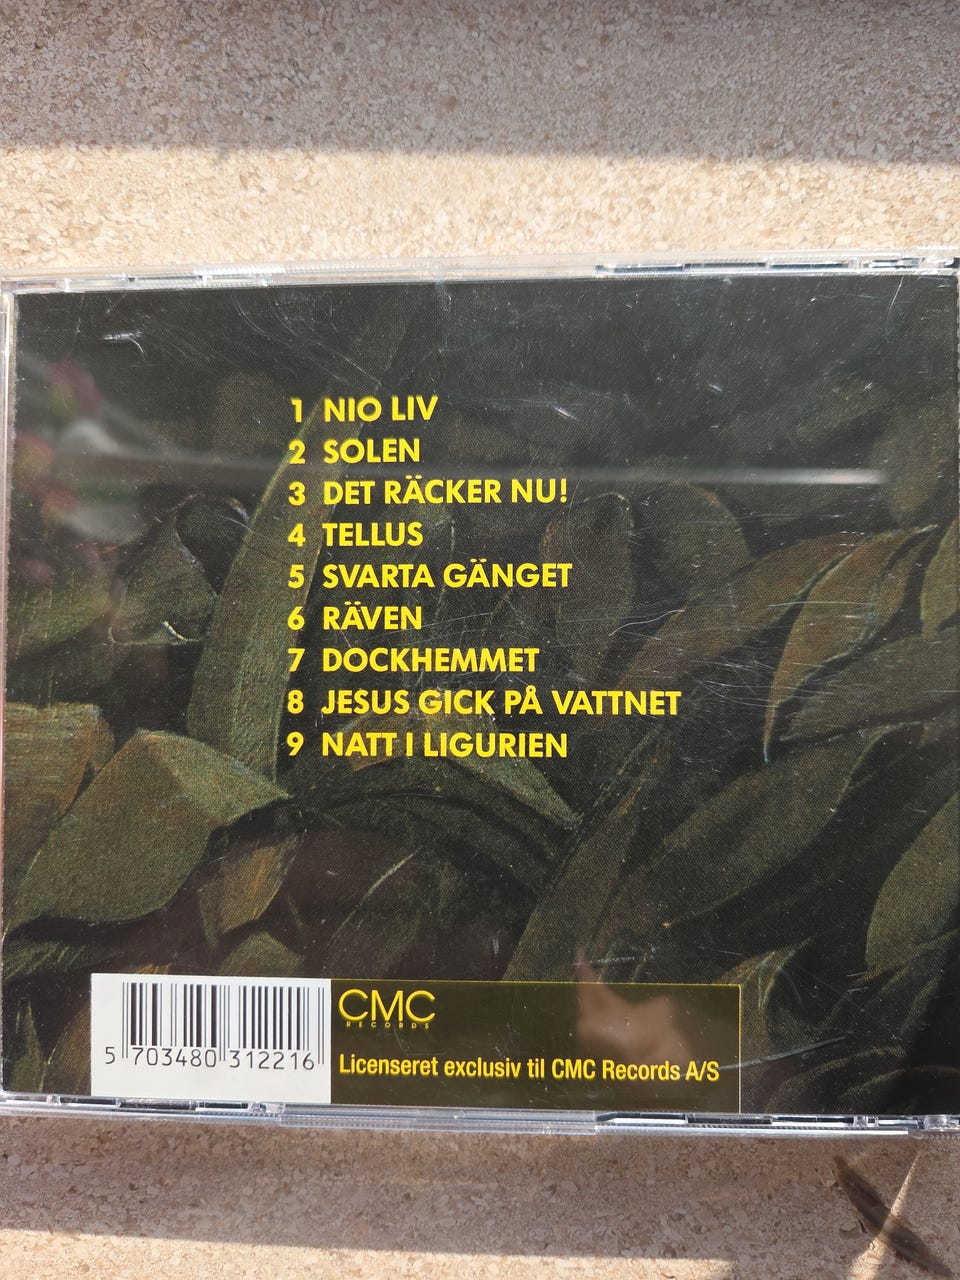 1 NIO LIV
2 SOLEN
3 DET RÄCKER NU!
4 TELLUS
5 SVARTA GÄNGET
6 RÄVEN
7 DOCKHEMMET
8 JESUS GICK PÅ VATTNET
9 NATT I LIGURIEN
CMC
RECORDS
5 703480 312216
Licenseret exclusiv til CMC Records A/S